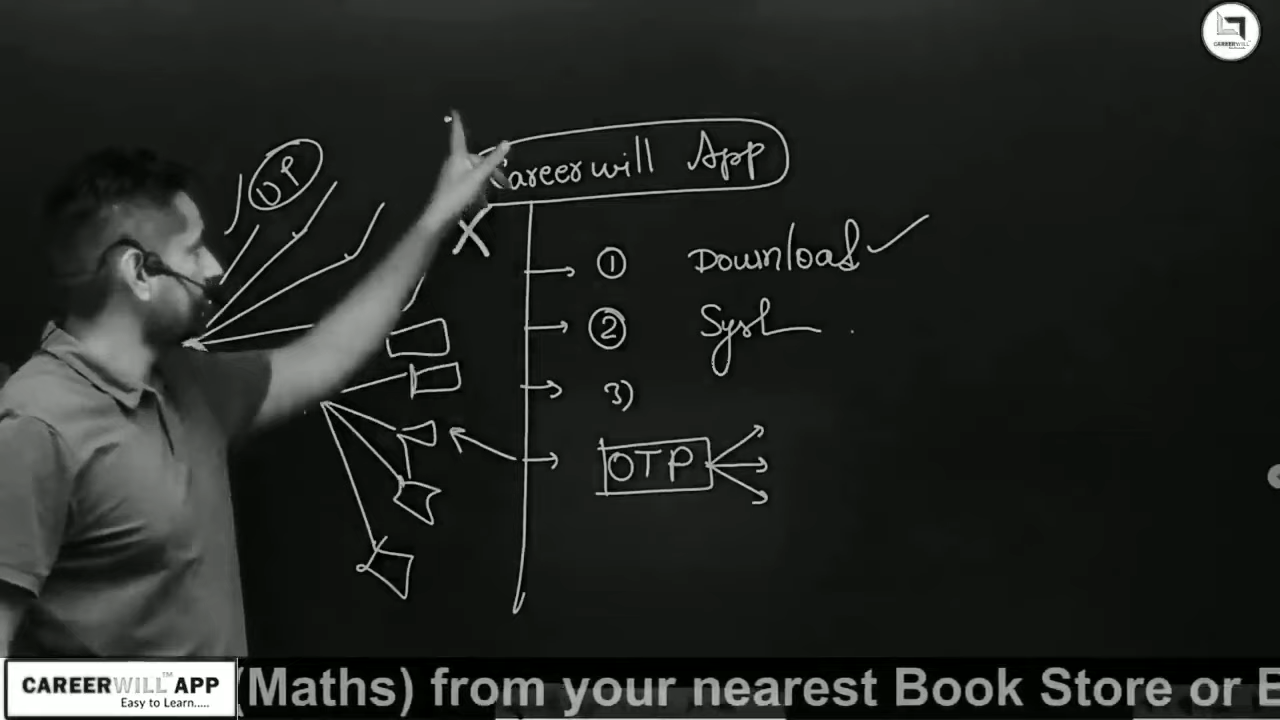 CAREERWILL
UP
Careerwill App
X
① Download ✓
②
3)
OTP
CAREERWILL APP
Easy to Learn.....
(Maths) from your nearest Book Store or